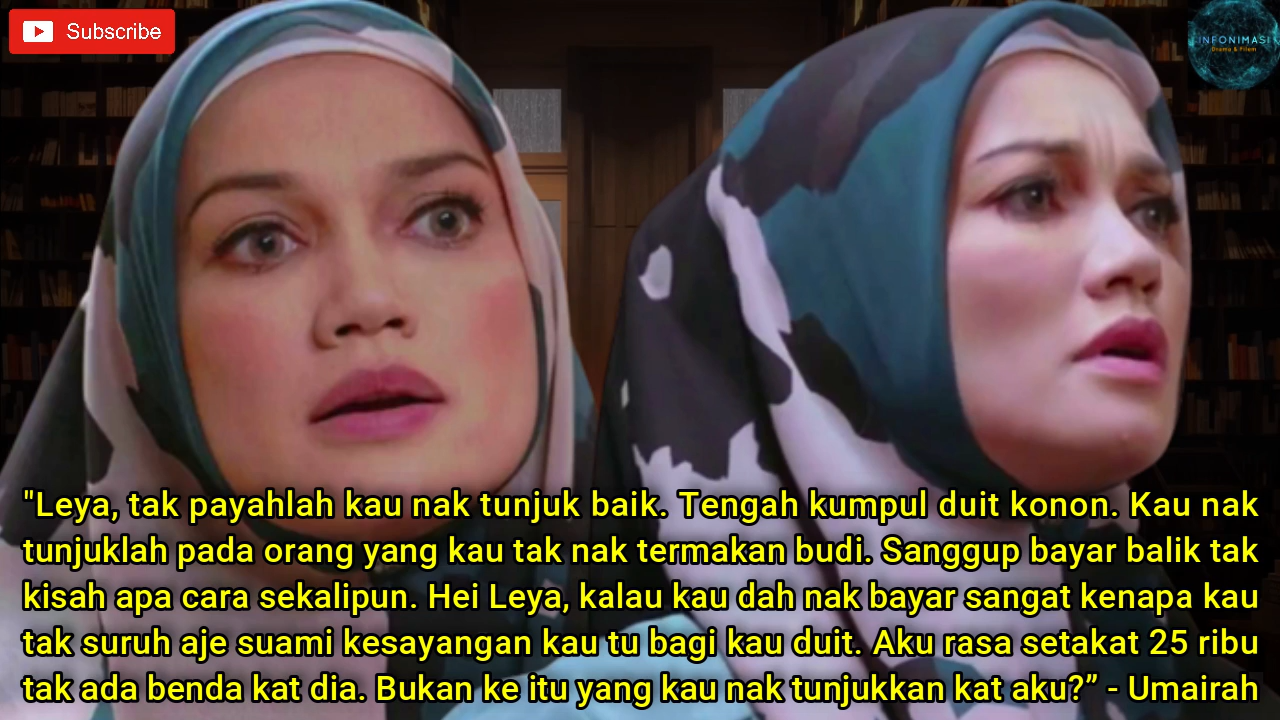 Subscribe
INFONIMASI
Drama & Filem
"Leya, tak payahlah kau nak tunjuk baik. Tengah kumpul duit konon. Kau nak
tunjuklah pada orang yang kau tak nak termakan budi. Sanggup bayar balik tak
kisah apa cara sekalipun. Hei Leya, kalau kau dah nak bayar sangat kenapa kau
tak suruh aje suami kesayangan kau tu bagi kau duit. Aku rasa setakat 25 ribu
tak ada benda kat dia. Bukan ke itu yang kau nak tunjukkan kat aku?” - Umairah